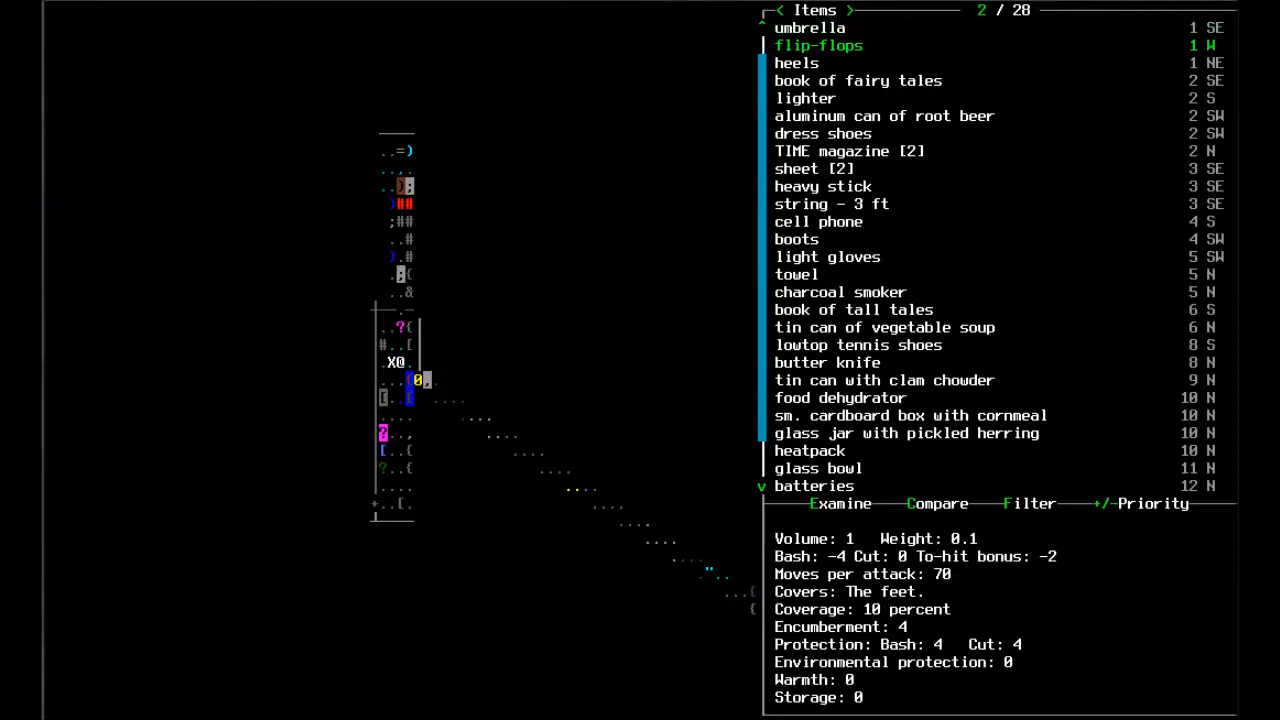 < Items > 2 / 28
umbrella 1 SE
flip-flops 1 W
heels 1 NE
book of fairy tales 2 SE
lighter 2 S
aluminum can of root beer 2 SW
dress shoes 2 SW
TIME magazine [2] 2 N
sheet [2] 3 SE
heavy stick 3 SE
string - 3 ft 3 SE
cell phone 4 S
boots 4 SW
light gloves 5 SW
towel 5 N
charcoal smoker 5 N
book of tall tales 6 S
tin can of vegetable soup 6 N
lowtop tennis shoes 8 S
butter knife 8 N
tin can with clam chowder 9 N
food dehydrator 10 N
sm. cardboard box with cornmeal 10 N
glass jar with pickled herring 10 N
heatpack 10 N
glass bowl 11 N
batteries 12 N
Examine Compare Filter +/-Priority
Volume: 1 Weight: 0.1
Bash: -4 Cut: 0 To-hit bonus: -2
Moves per attack: 70
Covers: The feet.
Coverage: 10 percent
Encumberment: 4
Protection: Bash: 4 Cut: 4
Environmental protection: 0
Warmth: 0
Storage: 0